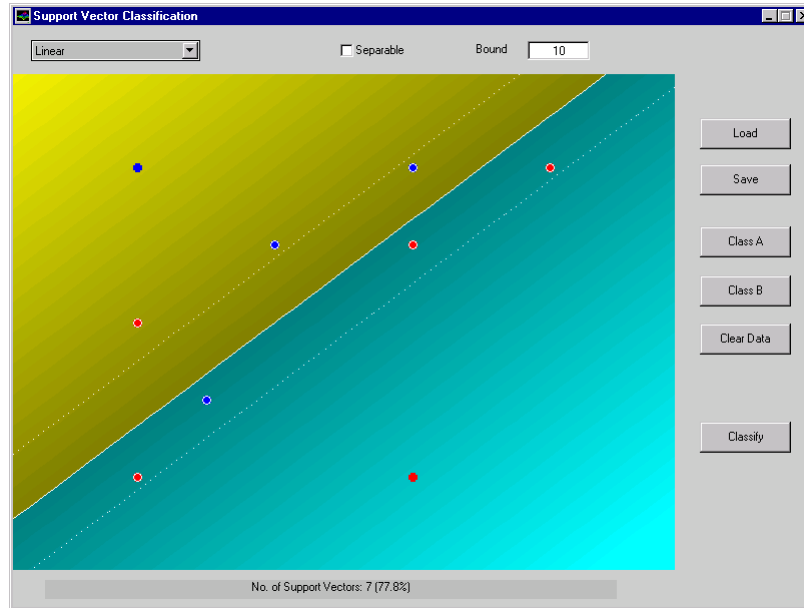 Support Vector Classification
Linear
Separable
Bound
10
Load
Save
Class A
Class B
Clear Data
Classify
No. of Support Vectors: 7 (77.8%)